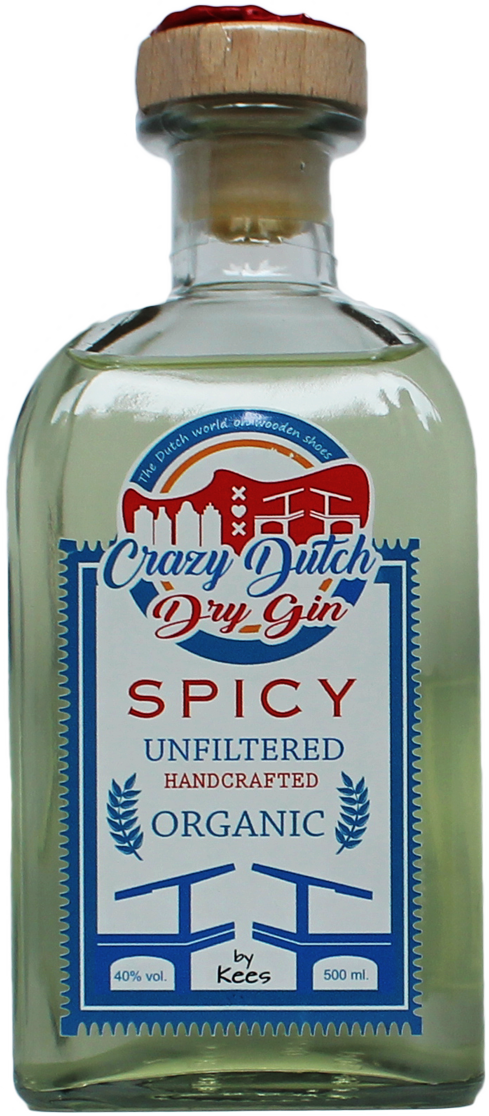 The Dutch world on wooden shoes
Crazy Dutch
Dry Gin
SPICY
UNFILTERED
HANDCRAFTED
ORGANIC
by
Kees
40% vol.
500 ml.